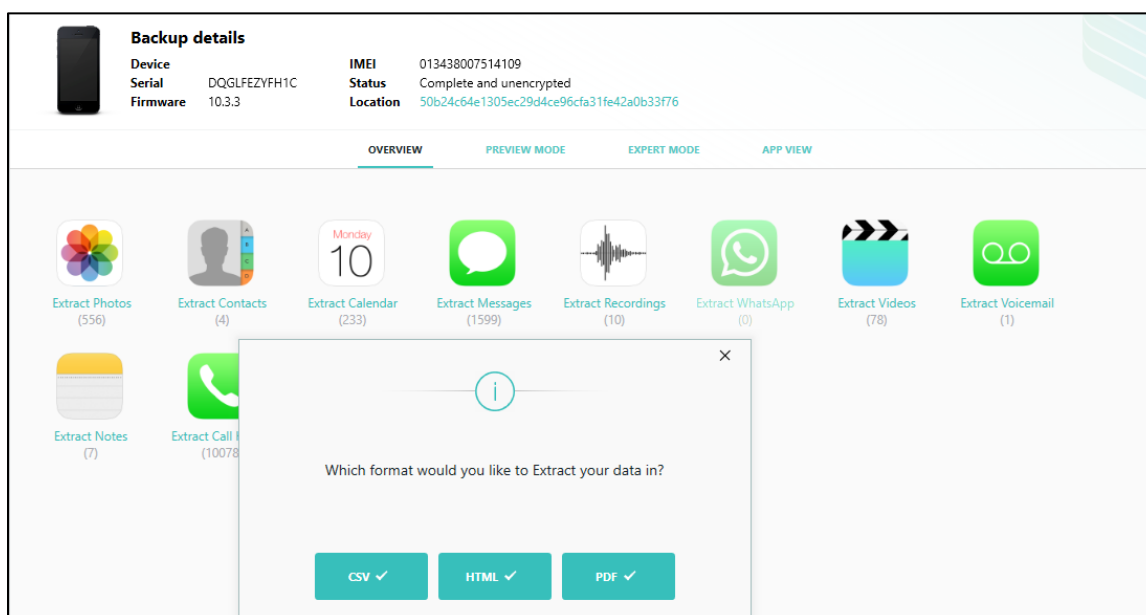 Backup details
Device IMEI 013438007514109
Serial DQGLFEZYFH1C Status Complete and unencrypted
Firmware 10.3.3 Location 50b24c64e1305ec29d4ce96cfa31fe42a0b33f76
OVERVIEW PREVIEW MODE EXPERT MODE APP VIEW
Monday
10
A
B
C
D
Extract Photos Extract Contacts Extract Calendar Extract Messages Extract Recordings Extract WhatsApp Extract Videos Extract Voicemail
(556) (4) (233) (1599) (10) (0) (78) (1)
×
i
Extract Notes Extract Call
(7) (10078
Which format would you like to Extract your data in?
CSV ✓ HTML ✓ PDF ✓